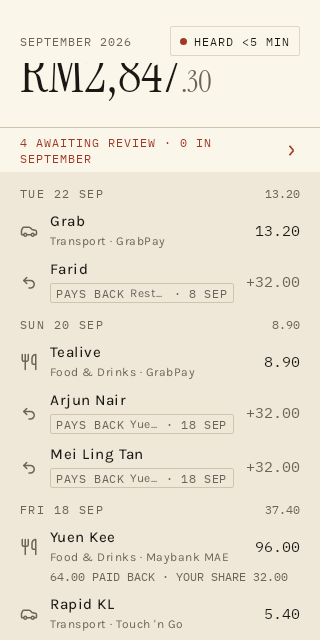 SEPTEMBER 2026
HEARD <5 MIN
RM2,847.30
4 AWAITING REVIEW · 0 IN
SEPTEMBER
TUE 22 SEP 13.20
Grab
13.20
Transport · GrabPay
Farid
+32.00
PAYS BACK Rest… · 8 SEP
SUN 20 SEP 8.90
Tealive
8.90
Food & Drinks · GrabPay
Arjun Nair
+32.00
PAYS BACK Yue… · 18 SEP
Mei Ling Tan
+32.00
PAYS BACK Yue… · 18 SEP
FRI 18 SEP 37.40
Yuen Kee
96.00
Food & Drinks · Maybank MAE
64.00 PAID BACK · YOUR SHARE 32.00
Rapid KL
5.40
Transport · Touch 'n Go